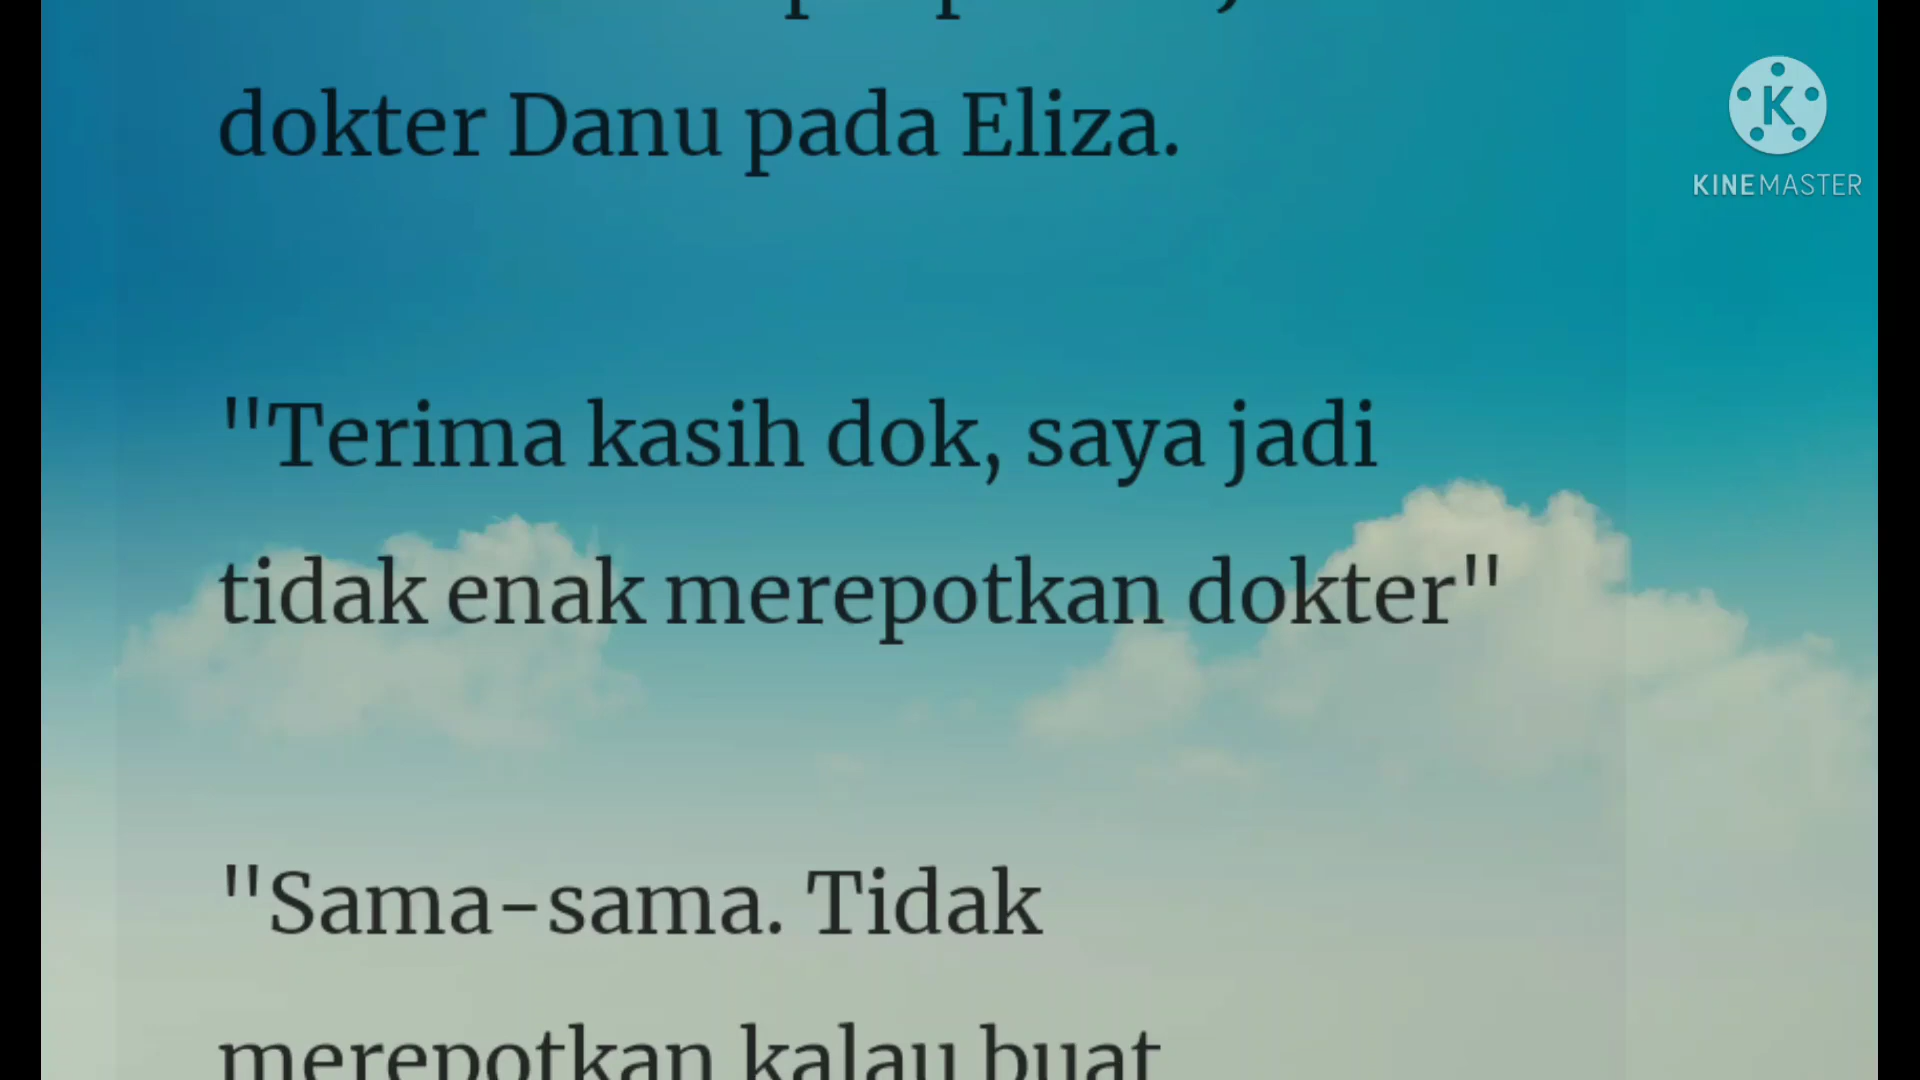 dokter Danu pada Eliza.
"Terima kasih dok, saya jadi
tidak enak merepotkan dokter"
"Sama-sama. Tidak
merepotkan kalau buat
K
KINEMASTER